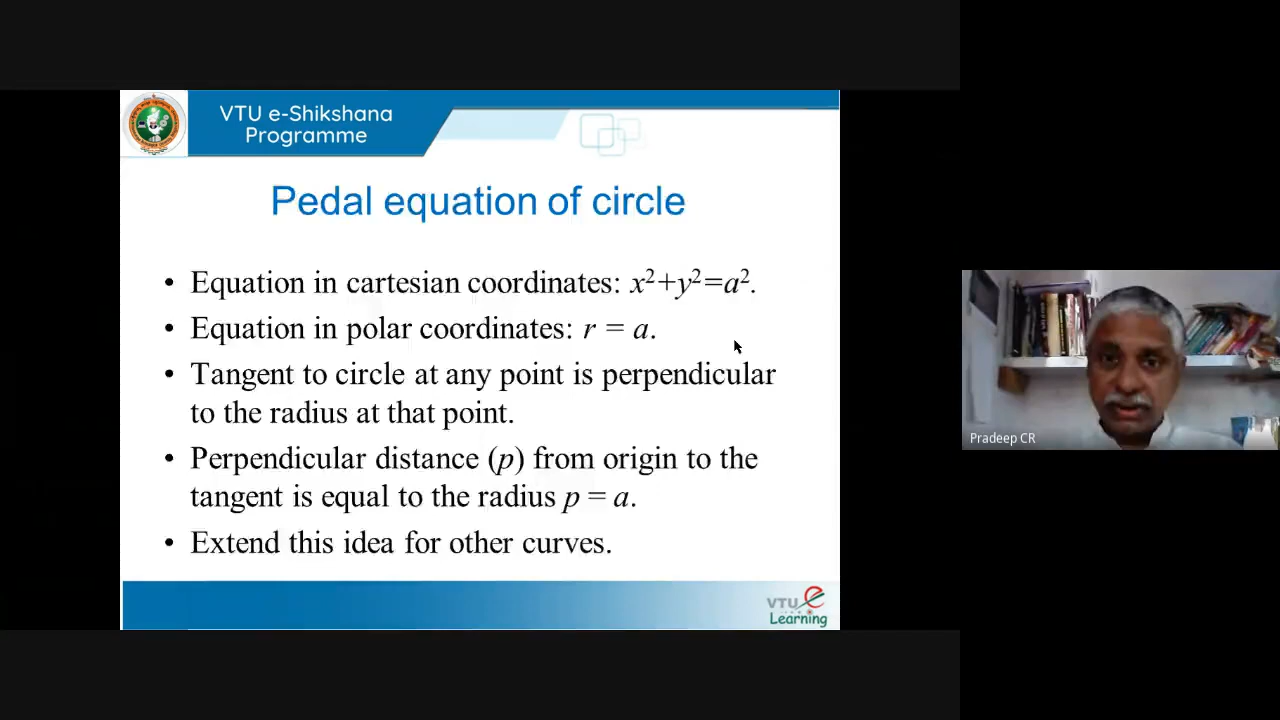 VTU e-Shikshana
Programme
Pedal equation of circle
• Equation in cartesian coordinates: x²+y²=a².
• Equation in polar coordinates: r = a.
• Tangent to circle at any point is perpendicular
to the radius at that point.
• Perpendicular distance (p) from origin to the
tangent is equal to the radius p = a.
• Extend this idea for other curves.
VTU e
Learning
Pradeep CR